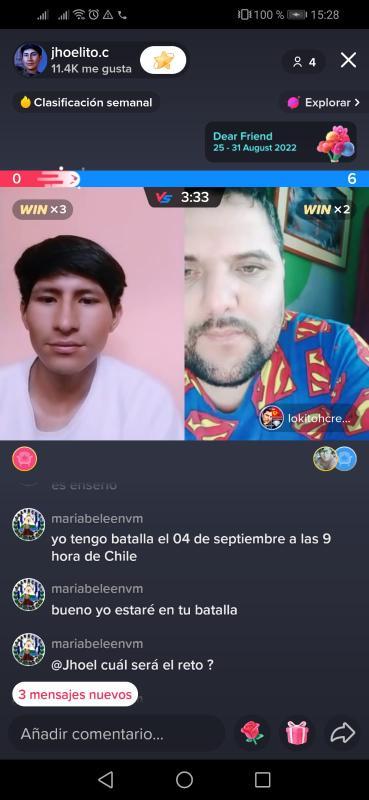 100 %
15:28
jhoelito.c
11.4K me gusta
4
Clasificación semanal
Explorar >
Dear Friend
25 - 31 August 2022
0
6
WIN ×3
VS 3:33
WIN ×2
lokitohcre...
es enseño
mariabeleenvm
yo tengo batalla el 04 de septiembre a las 9
hora de Chile
mariabeleenvm
bueno yo estaré en tu batalla
mariabeleenvm
@Jhoel cuál será el reto ?
3 mensajes nuevos
Añadir comentario...